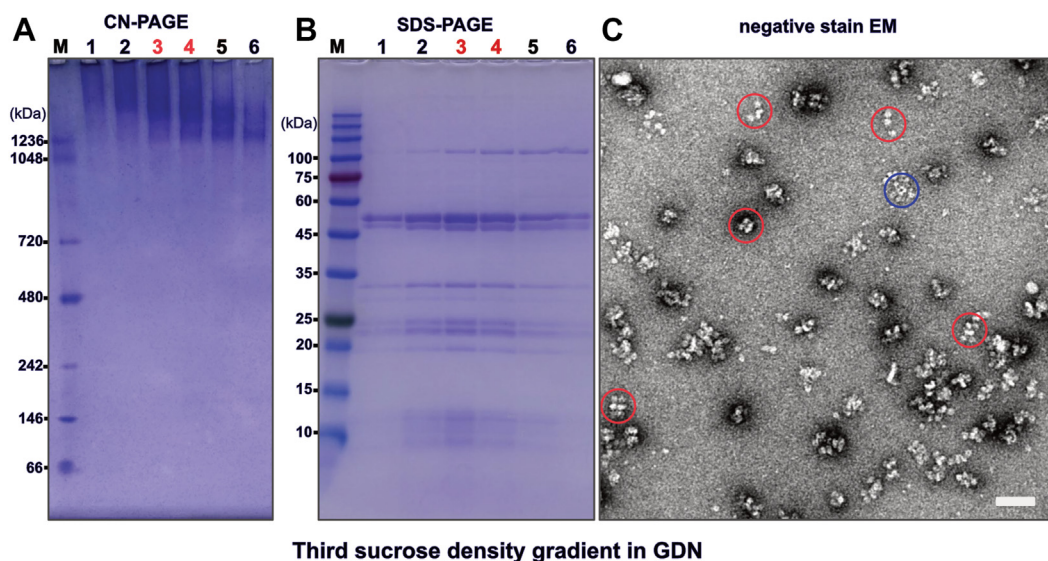 A CN-PAGE
M 1 2 3 4 5 6
(kDa)
1236-
1048-
720-
480-
242-
146-
66-
B SDS-PAGE
M 1 2 3 4 5 6
(kDa)
100-
75-
60-
45-
35-
25-
20-
15-
10-
C negative stain EM
Third sucrose density gradient in GDN